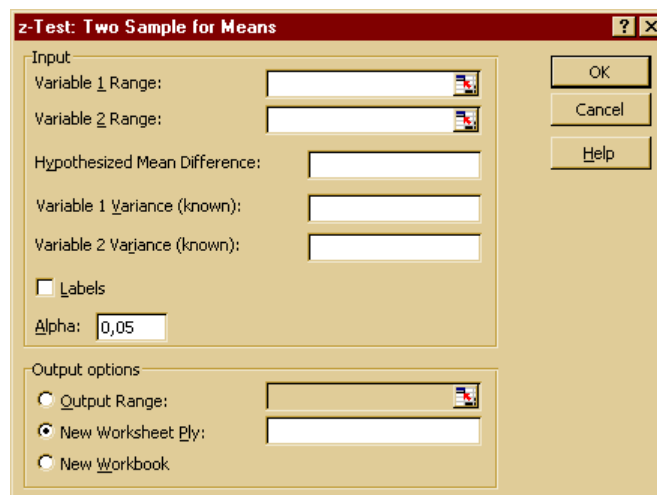 z-Test: Two Sample for Means
Input
Variable 1 Range:
Variable 2 Range:
Hypothesized Mean Difference:
Variable 1 Variance (known):
Variable 2 Variance (known):
Labels
Alpha: 0,05
OK
Cancel
Help
Output options
Output Range:
New Worksheet Ply:
New Workbook